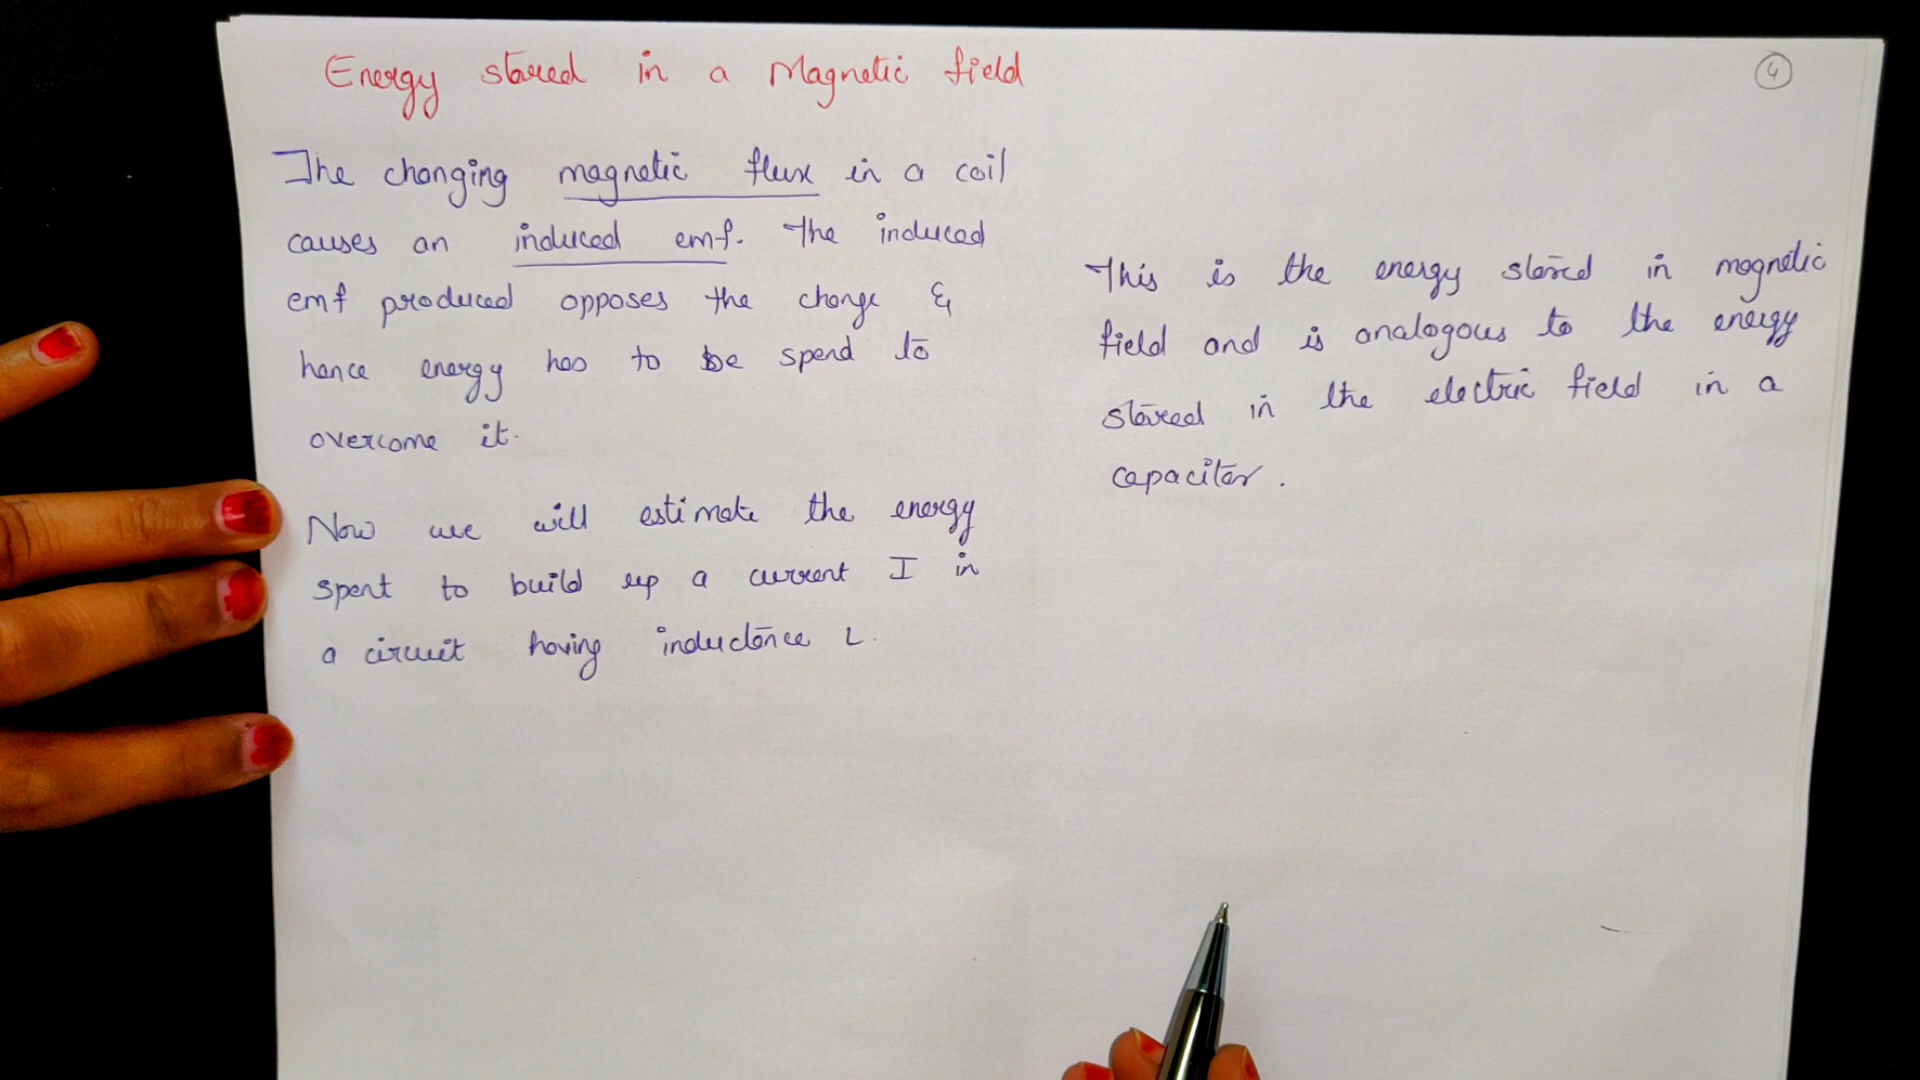 Energy stored in a Magnetic field
4
The changing magnetic flux in a coil
causes an induced emf. The induced
emf produced opposes the change &
hence energy has to be spend to
overcome it.
Now we will estimate the energy
spent to build up a current I in
a circuit having inductance L.
This is the energy stored in magnetic
field and is analogous to the energy
stored in the electric field in a
capacitor.